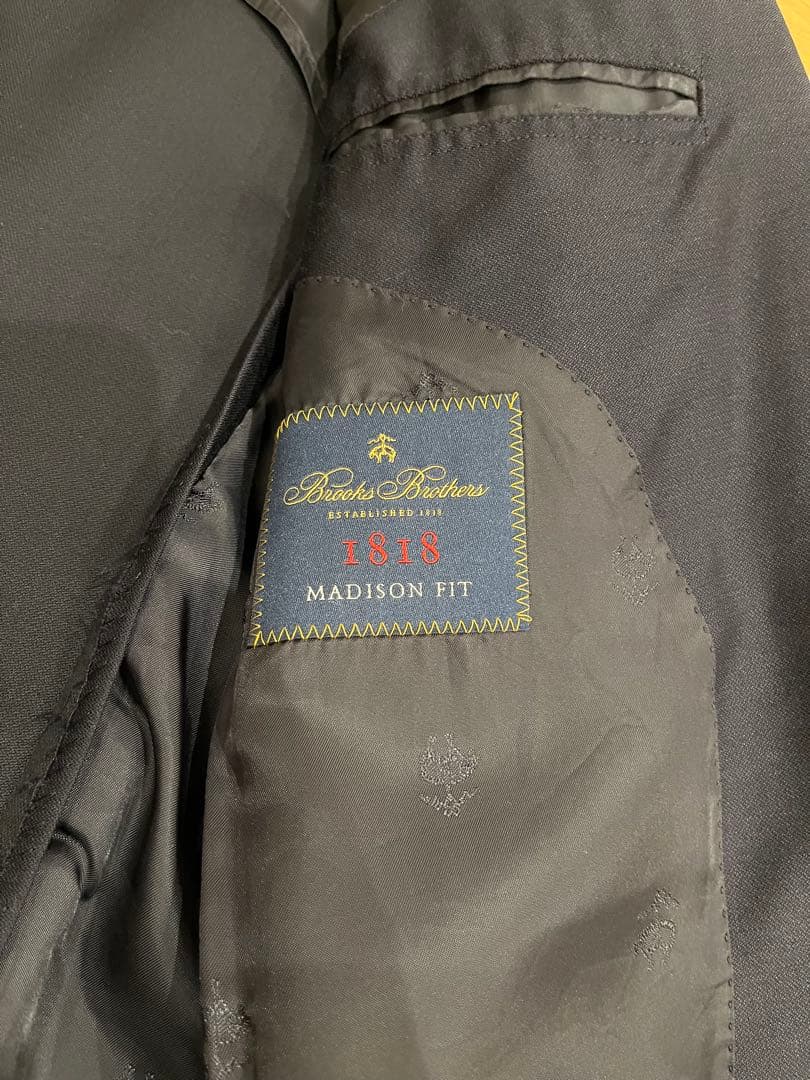 Brooks Brothers
ESTABLISHED 1818
1818
MADISON FIT